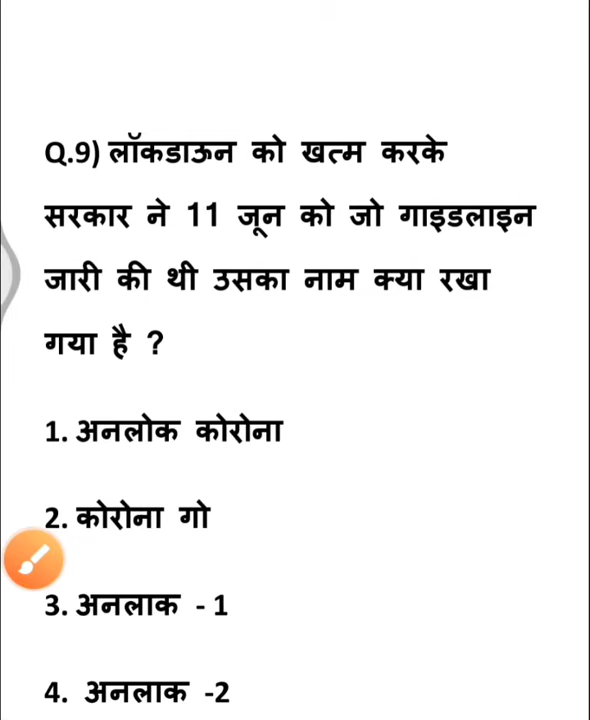 Q.9) लॉकडाऊन को खत्म करके
सरकार ने 11 जून को जो गाइडलाइन
जारी की थी उसका नाम क्या रखा
गया है ?
1. अनलोक कोरोना
2. कोरोना गो
3. अनलाक - 1
4. अनलाक -2